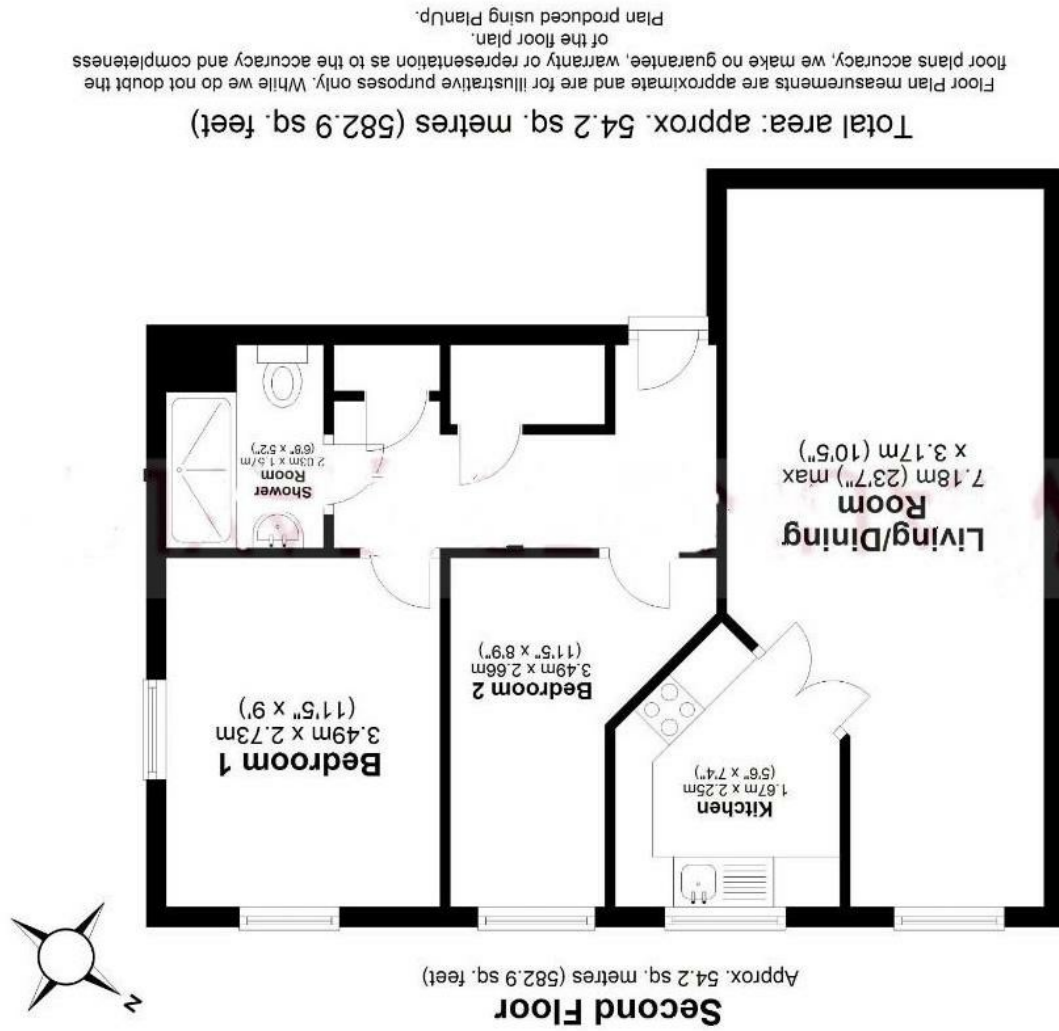 Second Floor
Approx. 54.2 sq. metres (582.9 sq. feet)
N
Living/Dining
Room
7.18m (23'7") max
x 3.17m (10'5")
Kitchen
1.67m x 2.25m
(5'6" x 7'4")
Bedroom 2
3.49m x 2.66m
(11'5" x 8'9")
Bedroom 1
3.49m x 2.73m
(11'5" x 9')
Shower
Room
2.03m x 1.57m
(6'8" x 5'2")
Total area: approx. 54.2 sq. metres (582.9 sq. feet)
Floor Plan measurements are approximate and are for illustrative purposes only. While we do not doubt the
floor plans accuracy, we make no guarantee, warranty or representation as to the accuracy and completeness
of the floor plan.
Plan produced using PlanUp.